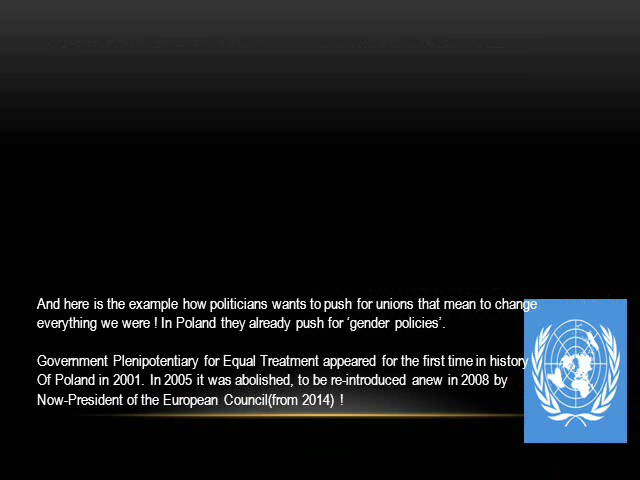 And here is the example how politicians wants to push for unions that mean to change
everything we were ! In Poland they already push for ‘gender policies’.
Government Plenipotentiary for Equal Treatment appeared for the first time in history
Of Poland in 2001. In 2005 it was abolished, to be re-introduced anew in 2008 by
Now-President of the European Council(from 2014) !